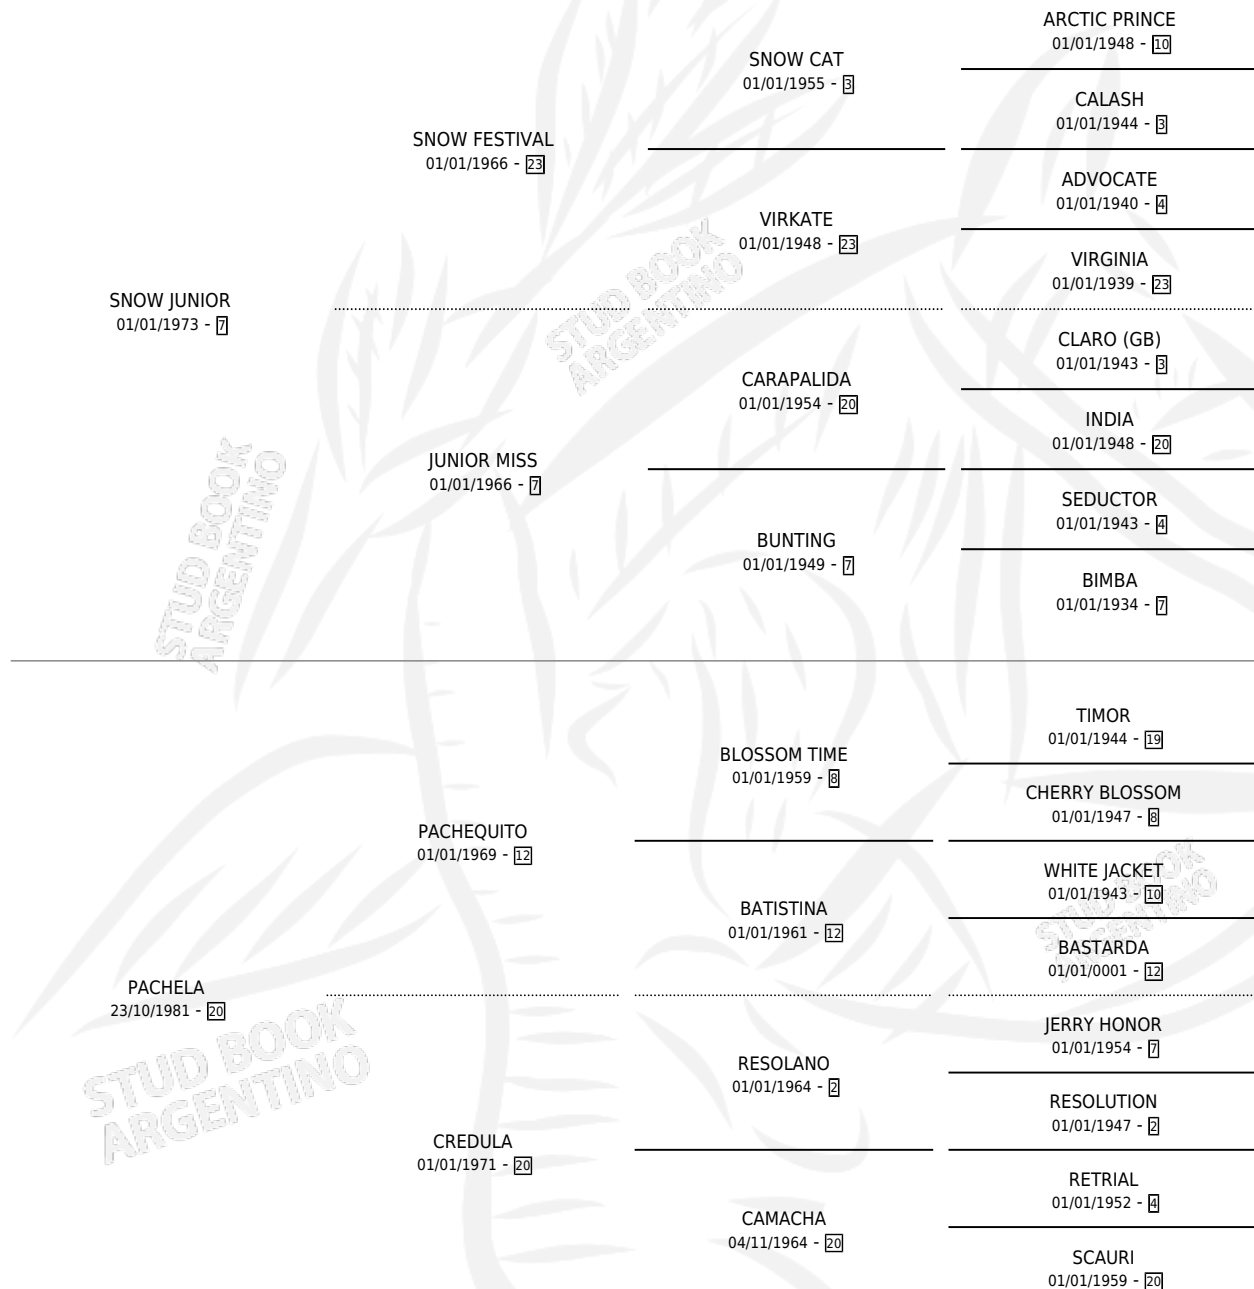 ARCTIC PRINCE
01/01/1948 - 10
SNOW CAT
01/01/1955 - 3
CALASH
01/01/1944 - 3
SNOW FESTIVAL
01/01/1966 - 23
ADVOCATE
01/01/1940 - 4
VIRKATE
01/01/1948 - 23
VIRGINIA
01/01/1939 - 23
SNOW JUNIOR
01/01/1973 - 7
CLARO (GB)
01/01/1943 - 3
CARAPALIDA
01/01/1954 - 20
INDIA
01/01/1948 - 20
JUNIOR MISS
01/01/1966 - 7
SEDUCTOR
01/01/1943 - 4
BUNTING
01/01/1949 - 7
BIMBA
01/01/1934 - 7
TIMOR
01/01/1944 - 19
BLOSSOM TIME
01/01/1959 - 8
CHERRY BLOSSOM
01/01/1947 - 8
PACHEQUITO
01/01/1969 - 12
WHITE JACKET
01/01/1943 - 10
BATISTINA
01/01/1961 - 12
BASTARDA
01/01/0001 - 12
PACHELA
23/10/1981 - 20
JERRY HONOR
01/01/1954 - 7
RESOLANO
01/01/1964 - 2
RESOLUTION
01/01/1947 - 2
CREDULA
01/01/1971 - 20
RETRIAL
01/01/1952 - 4
CAMACHA
04/11/1964 - 20
SCAURI
01/01/1959 - 20
STUD BOOK
ARGENTINO
STUD BOOK
ARGENTINO
STUD BOOK
ARGENTINO
STUD BOOK
ARGENTINO